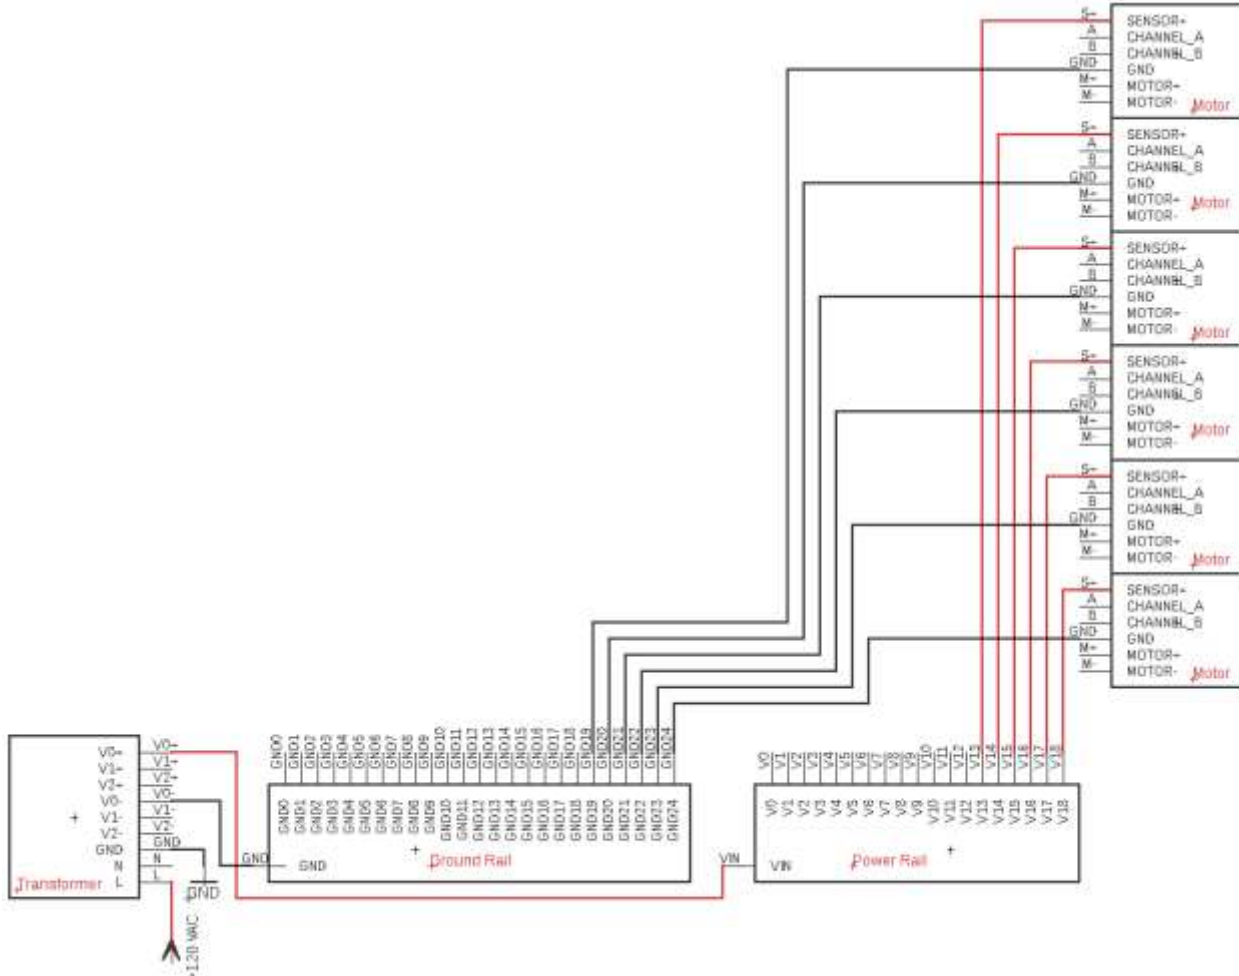 S+ SENSOR+
A CHANNEL_A
B CHANNEL_B
GND GND
M+ MOTOR+
M- MOTOR- Motor
S+ SENSOR+
A CHANNEL_A
B CHANNEL_B
GND GND
M+ MOTOR+ Motor
M- MOTOR-
S+ SENSOR+
A CHANNEL_A
B CHANNEL_B
GND GND
M+ MOTOR+
M- MOTOR- Motor
S+ SENSOR+
A CHANNEL_A
B CHANNEL_B
GND GND
M+ MOTOR+ Motor
M- MOTOR-
S+ SENSOR+
A CHANNEL_A
B CHANNEL_B
GND GND
M+ MOTOR+
M- MOTOR- Motor
S+ SENSOR+
A CHANNEL_A
B CHANNEL_B
GND GND
M+ MOTOR+
M- MOTOR- Motor
V0+ V0+
V1+ V1+
V2+ V2+
V0- V0-
V1- V1-
V2- V2-
GND GND
N N
L L
Transformer
GND
120 VAC
GND0 GND1 GND2 GND3 GND4 GND5 GND6 GND7 GND8 GND9 GND10 GND11 GND12 GND13 GND14 GND15 GND16 GND17 GND18 GND19 GND20 GND21 GND22 GND23 GND24
GND0 GND1 GND2 GND3 GND4 GND5 GND6 GND7 GND8 GND9 GND10 GND11 GND12 GND13 GND14 GND15 GND16 GND17 GND18 GND19 GND20 GND21 GND22 GND23 GND24
GND GND Ground Rail
V0 V1 V2 V3 V4 V5 V6 V7 V8 V9 V10 V11 V12 V13 V14 V15 V16 V17 V18
V0 V1 V2 V3 V4 V5 V6 V7 V8 V9 V10 V11 V12 V13 V14 V15 V16 V17 V18
VIN VIN Power Rail